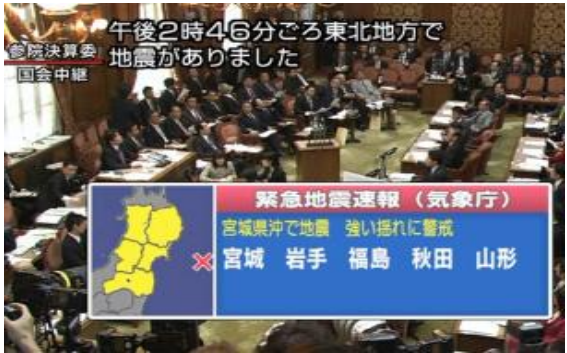 午後2時46分ごろ東北地方で
地震がありました
参院決算委
国会中継
緊急地震速報（気象庁）
宮城県沖で地震　強い揺れに警戒
宮城　岩手　福島　秋田　山形